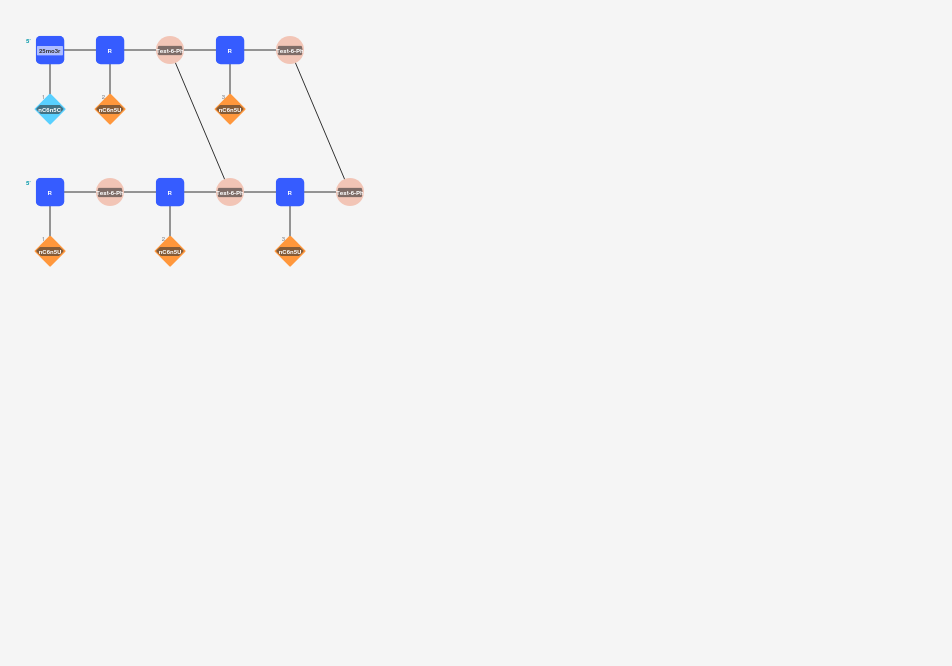 5'
25mo3r R Test-6-Ph R Test-6-Ph
1 2 3
nC6n5C nC6n5U nC6n5U
5'
R Test-6-Ph R Test-6-Ph R Test-6-Ph
1 2 3
nC6n5U nC6n5U nC6n5U